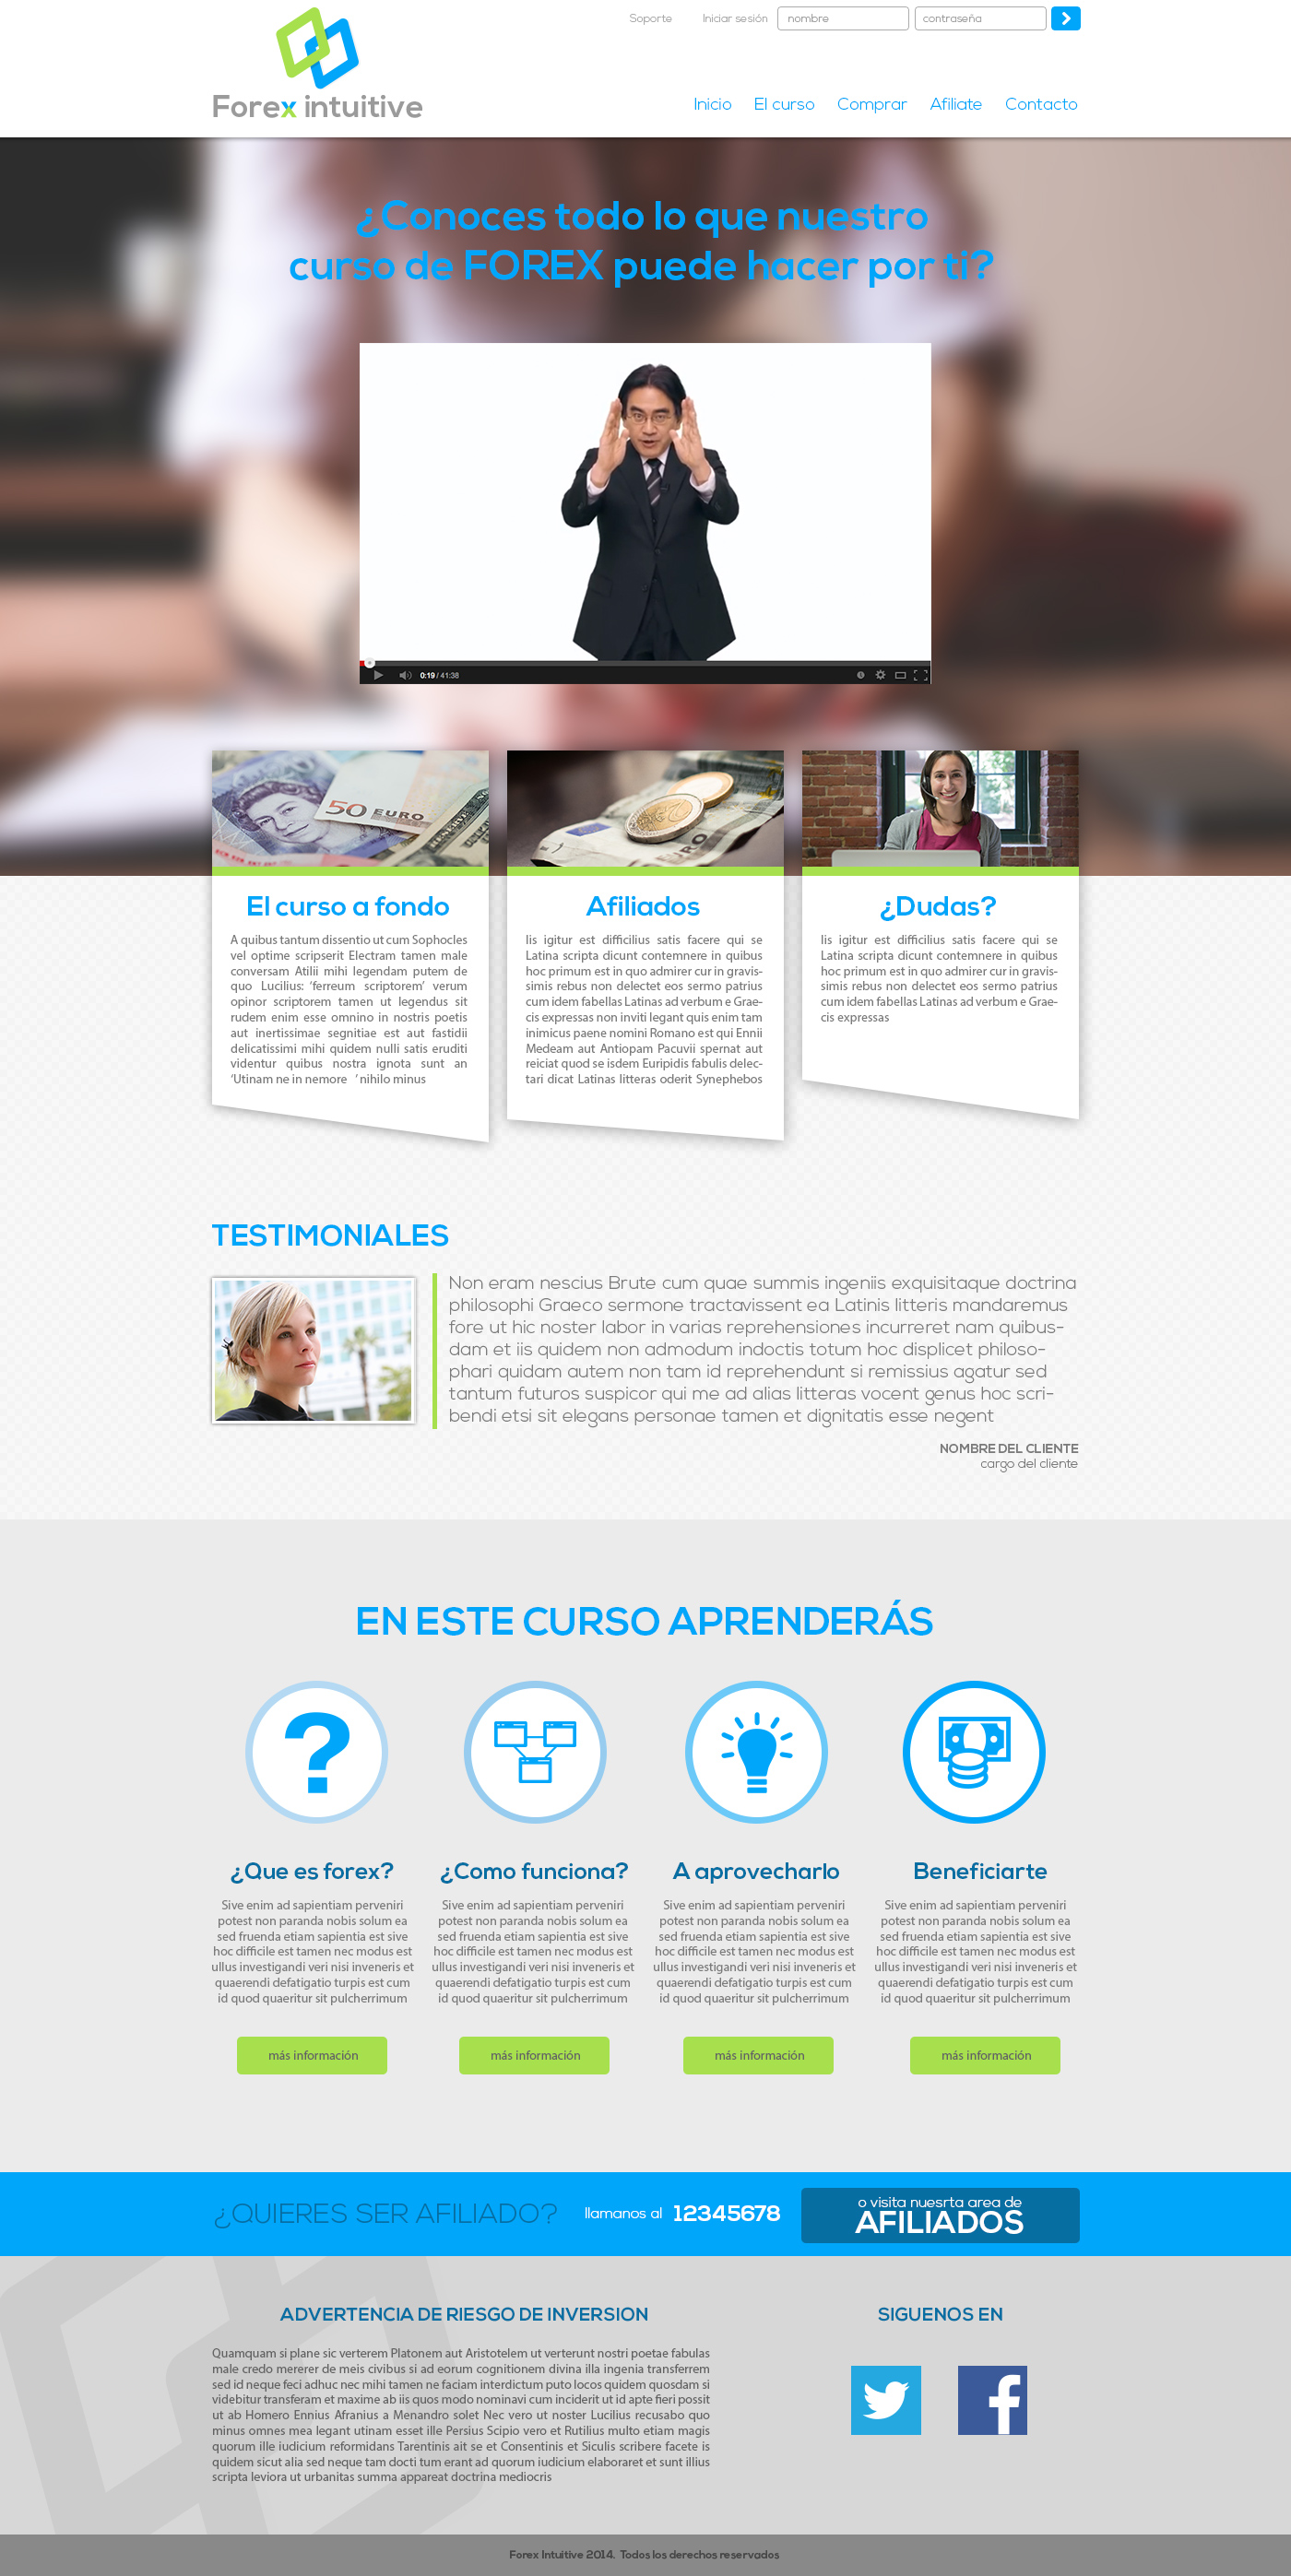 Soporte
Iniciar sesión
nombre
contraseña
Forex intuitive
Inicio
El curso
Comprar
Afiliate
Contacto
¿Conoces todo lo que nuestro
curso de FOREX puede hacer por ti?
0:19 / 41:38
50 EURO
El curso a fondo
A quibus tantum dissentio ut cum Sophocles
vel optime scripserit Electram tamen male
conversam Atilii mihi legendam putem de
quo Lucilius: 'ferreum scriptorem' verum
opinor scriptorem tamen ut legendus sit
rudem enim esse omnino in nostris poetis
aut inertissimae segnitiae est aut fastidii
delicatissimi mihi quidem nulli satis eruditi
videntur quibus nostra ignota sunt an
‘Utinam ne in nemore ‘ nihilo minus
Afiliados
Iis igitur est difficilius satis facere qui se
Latina scripta dicunt contemnere in quibus
hoc primum est in quo admirer cur in gravis-
simis rebus non delectet eos sermo patrius
cum idem fabellas Latinas ad verbum e Grae-
cis expressas non inviti legant quis enim tam
inimicus paene nomini Romano est qui Ennii
Medeam aut Antiopam Pacuvii spernat aut
reiciat quod se isdem Euripidis fabulis delec-
tari dicat Latinas litteras oderit Synephebos
¿Dudas?
Iis igitur est difficilius satis facere qui se
Latina scripta dicunt contemnere in quibus
hoc primum est in quo admirer cur in gravis-
simis rebus non delectet eos sermo patrius
cum idem fabellas Latinas ad verbum e Grae-
cis expressas
TESTIMONIALES
Non eram nescius Brute cum quae summis ingeniis exquisitaque doctrina
philosophi Graeco sermone tractavissent ea Latinis litteris mandaremus
fore ut hic noster labor in varias reprehensiones incurreret nam quibus-
dam et iis quidem non admodum indoctis totum hoc displicet philoso-
phari quidam autem non tam id reprehendunt si remissius agatur sed
tantum futuros suspicor qui me ad alias litteras vocent genus hoc scri-
bendi etsi sit elegans personae tamen et dignitatis esse negent
NOMBRE DEL CLIENTE
cargo del cliente
EN ESTE CURSO APRENDERÁS
?
¿Que es forex?
Sive enim ad sapientiam perveniri
potest non paranda nobis solum ea
sed fruenda etiam sapientia est sive
hoc difficile est tamen nec modus est
ullus investigandi veri nisi inveneris et
quaerendi defatigatio turpis est cum
id quod quaeritur sit pulcherrimum
más información
¿Como funciona?
Sive enim ad sapientiam perveniri
potest non paranda nobis solum ea
sed fruenda etiam sapientia est sive
hoc difficile est tamen nec modus est
ullus investigandi veri nisi inveneris et
quaerendi defatigatio turpis est cum
id quod quaeritur sit pulcherrimum
más información
A aprovecharlo
Sive enim ad sapientiam perveniri
potest non paranda nobis solum ea
sed fruenda etiam sapientia est sive
hoc difficile est tamen nec modus est
ullus investigandi veri nisi inveneris et
quaerendi defatigatio turpis est cum
id quod quaeritur sit pulcherrimum
más información
Beneficiarte
Sive enim ad sapientiam perveniri
potest non paranda nobis solum ea
sed fruenda etiam sapientia est sive
hoc difficile est tamen nec modus est
ullus investigandi veri nisi inveneris et
quaerendi defatigatio turpis est cum
id quod quaeritur sit pulcherrimum
más información
¿QUIERES SER AFILIADO?
llamanos al 12345678
o visita nuesrta area de
AFILIADOS
ADVERTENCIA DE RIESGO DE INVERSION
Quamquam si plane sic verterem Platonem aut Aristotelem ut verterunt nostri poetae fabulas
male credo mererer de meis civibus si ad eorum cognitionem divina illa ingenia transferrem
sed id neque feci adhuc nec mihi tamen ne faciam interdictum puto locos quidem quosdam si
videbitur transferam et maxime ab iis quos modo nominavi cum inciderit ut id apte fieri possit
ut ab Homero Ennius Afranius a Menandro solet Nec vero ut noster Lucilius recusabo quo
minus omnes mea legant utinam esset ille Persius Scipio vero et Rutilius multo etiam magis
quorum ille iudicium reformidans Tarentinis ait se et Consentinis et Siculis scribere facete is
quidem sicut alia sed neque tam docti tum erant ad quorum iudicium elaboraret et sunt illius
scripta leviora ut urbanitas summa appareat doctrina mediocris
SIGUENOS EN
Forex Intuitive 2014. Todos los derechos reservados